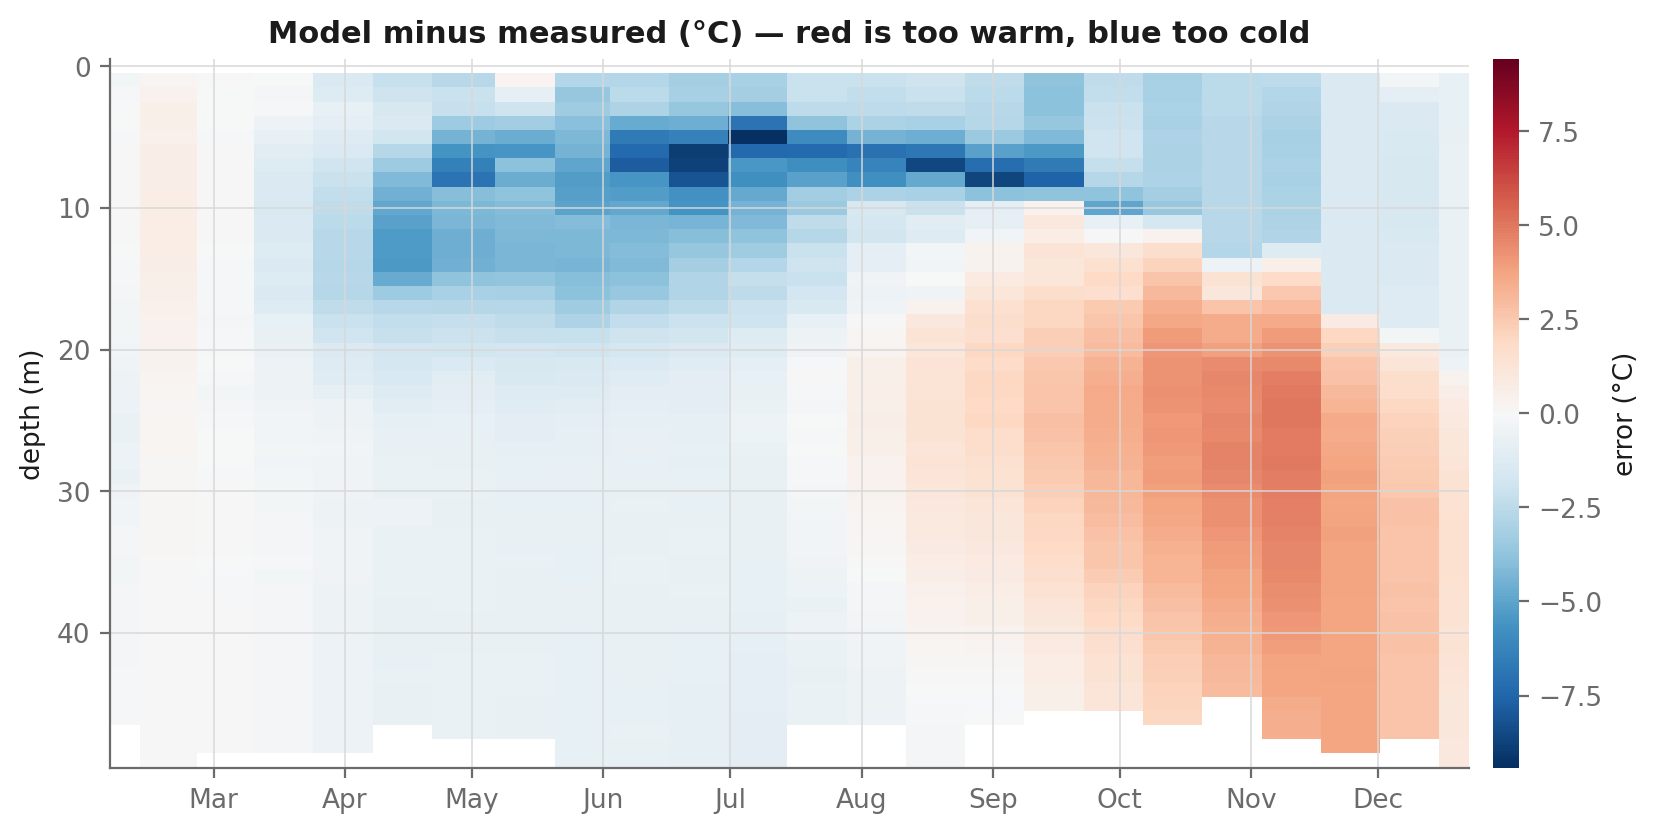 Model minus measured (°C) — red is too warm, blue too cold
depth (m)
0
10
20
30
40
Mar
Apr
May
Jun
Jul
Aug
Sep
Oct
Nov
Dec
7.5
5.0
2.5
0.0
−2.5
−5.0
−7.5
error (°C)